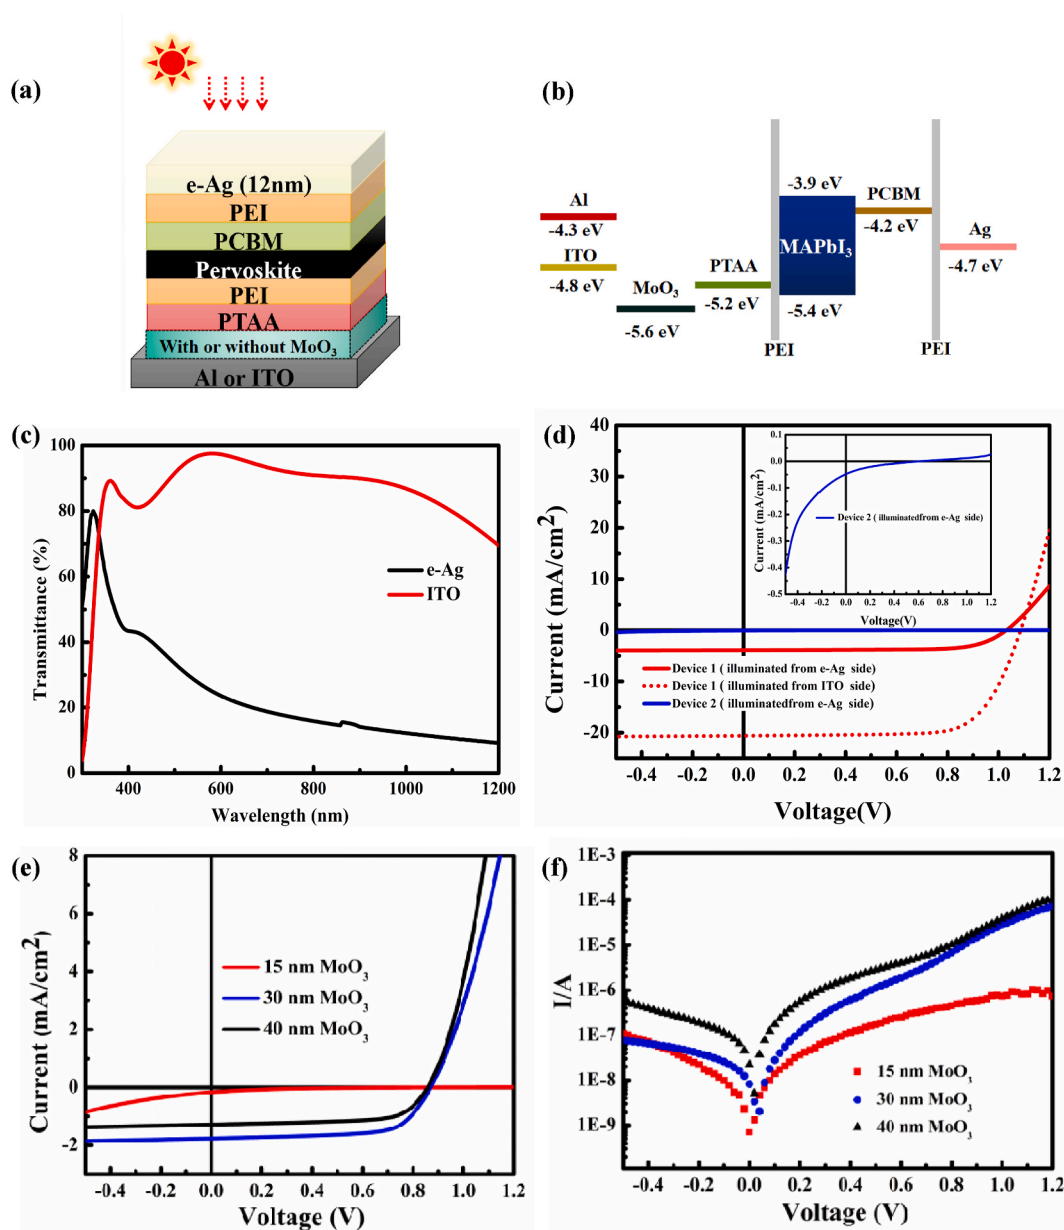 (a)
e-Ag (12nm)
PEI
PCBM
Pervoskite
PEI
PTAA
With or without MoO3
Al or ITO
(b)
Al
-4.3 eV
ITO
-4.8 eV
MoO3
-5.6 eV
PTAA
-5.2 eV
PEI
-3.9 eV
MAPbI3
-5.4 eV
PCBM
-4.2 eV
PEI
Ag
-4.7 eV
(c)
100
80
60
40
20
0
Transmittance (%)
e-Ag
ITO
400
600
800
1000
1200
Wavelength (nm)
(d)
40
30
20
10
0
-10
-20
Current (mA/cm2)
0.1
0.0
-0.1
-0.2
-0.3
-0.4
-0.5
Current (mA/cm2)
Device 2 ( illuminatedfrom e-Ag side)
-0.4 -0.2 0.0 0.2 0.4 0.6 0.8 1.0 1.2
Voltage(V)
Device 1 ( illuminated from e-Ag side)
Device 1 ( illuminated from ITO side)
Device 2 ( illuminatedfrom e-Ag side)
-0.4 -0.2 0.0 0.2 0.4 0.6 0.8 1.0 1.2
Voltage(V)
(e)
8
6
4
2
0
-2
Current (mA/cm2)
15 nm MoO3
30 nm MoO3
40 nm MoO3
-0.4 -0.2 0.0 0.2 0.4 0.6 0.8 1.0 1.2
Voltage (V)
(f)
1E-3
1E-4
1E-5
1E-6
1E-7
1E-8
1E-9
I/A
15 nm MoO3
30 nm MoO3
40 nm MoO3
-0.4 -0.2 0.0 0.2 0.4 0.6 0.8 1.0 1.2
Voltage (V)